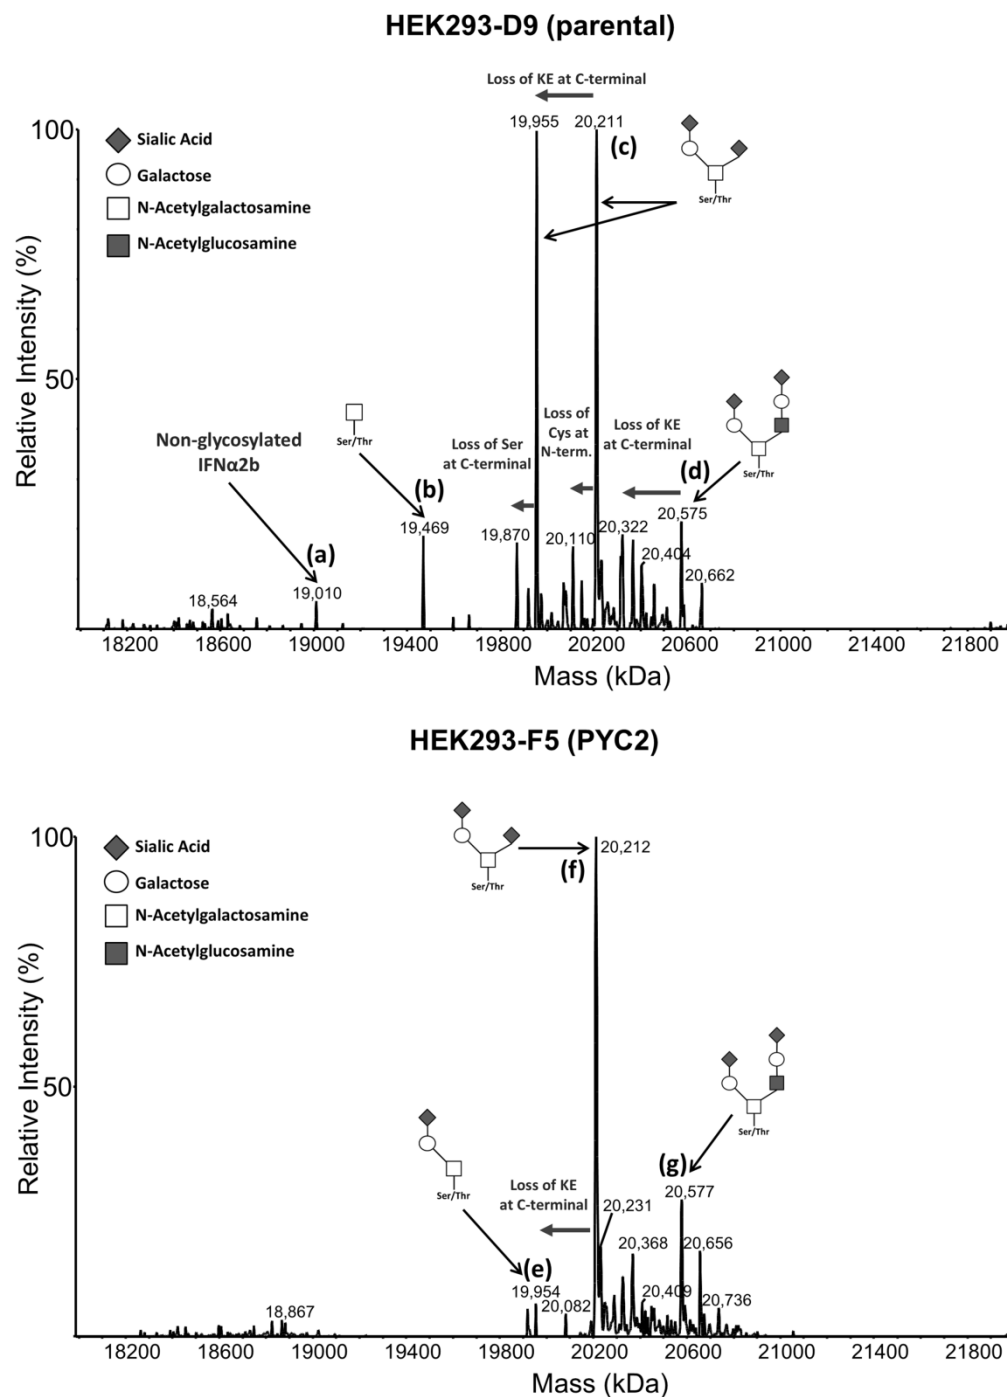 HEK293-D9 (parental)
Loss of KE at C-terminal
100
19,955
20,211
(c)
Sialic Acid
Galactose
N-Acetylgalactosamine
N-Acetylglucosamine
Ser/Thr
Relative Intensity (%)
50
Ser/Thr
Non-glycosylated
IFNα2b
Loss of Ser
at C-terminal
Loss of
Cys at
N-term.
Loss of KE
at C-terminal
Ser/Thr
(a)
(b)
(d)
18,564
19,010
19,469
19,870
20,110
20,322
20,404
20,575
20,662
18200 18600 19000 19400 19800 20200 20600 21000 21400 21800
Mass (kDa)
HEK293-F5 (PYC2)
100
Sialic Acid
Galactose
N-Acetylgalactosamine
N-Acetylglucosamine
Ser/Thr
(f)
20,212
Relative Intensity (%)
50
Ser/Thr
Loss of KE
at C-terminal
Ser/Thr
(e)
(g)
18,867
19,954
20,082
20,231
20,368
20,409
20,577
20,656
20,736
18200 18600 19000 19400 19800 20200 20600 21000 21400 21800
Mass (kDa)